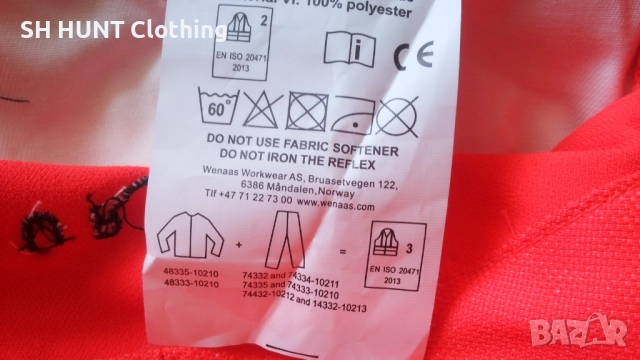 SH HUNT Clothing
100% polyester
2
EN ISO 20471
2013
i
CE
60°
DO NOT USE FABRIC SOFTENER
DO NOT IRON THE REFLEX
Wenaas Workwear AS, Bruasetvegen 122,
6386 Måndalen, Norway
Tlf +47 71 22 73 00 www.wenaas.com
+ = 3
EN ISO 20471
2013
48335-10210 74332 and 74334-10211
48333-10210 74335 and 74333-10210
74432-10212 and 14332-10213
BAZAR
bg